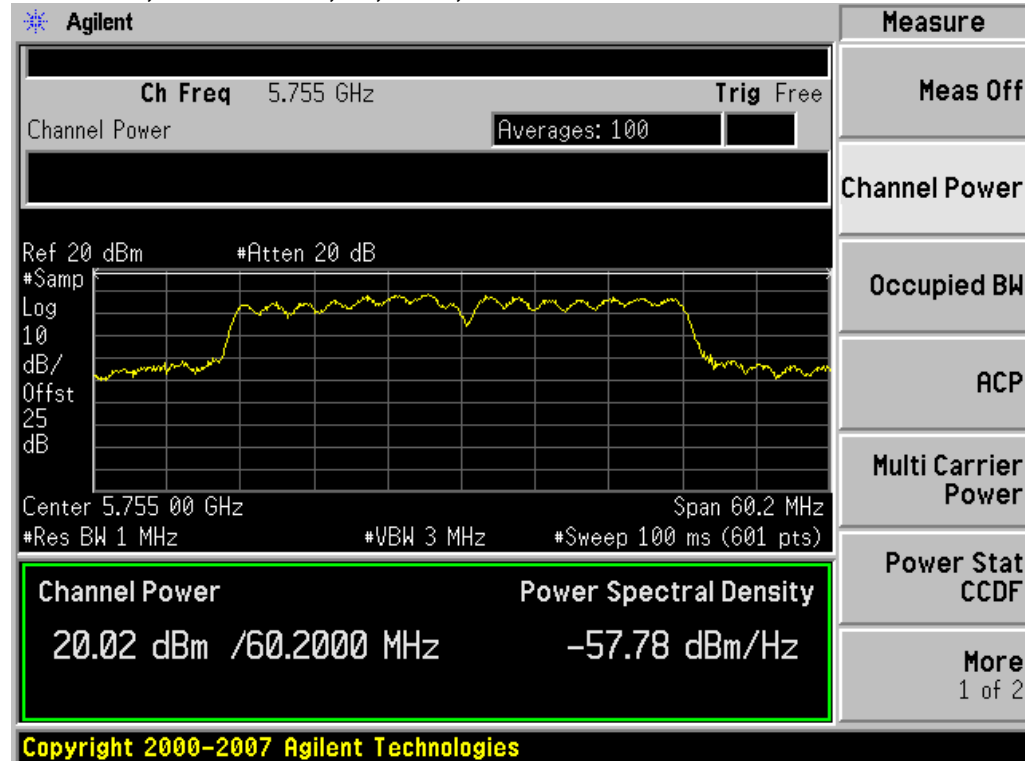 Agilent
Measure
Ch Freq 5.755 GHz Trig Free
Channel Power Averages: 100
Ref 20 dBm #Atten 20 dB
#Samp
Log
10
dB/
Offst
25
dB
Center 5.755 00 GHz Span 60.2 MHz
#Res BW 1 MHz #VBW 3 MHz #Sweep 100 ms (601 pts)
Channel Power Power Spectral Density
20.02 dBm /60.2000 MHz -57.78 dBm/Hz
Meas Off
Channel Power
Occupied BW
ACP
Multi Carrier
Power
Power Stat
CCDF
More
1 of 2
Copyright 2000-2007 Agilent Technologies